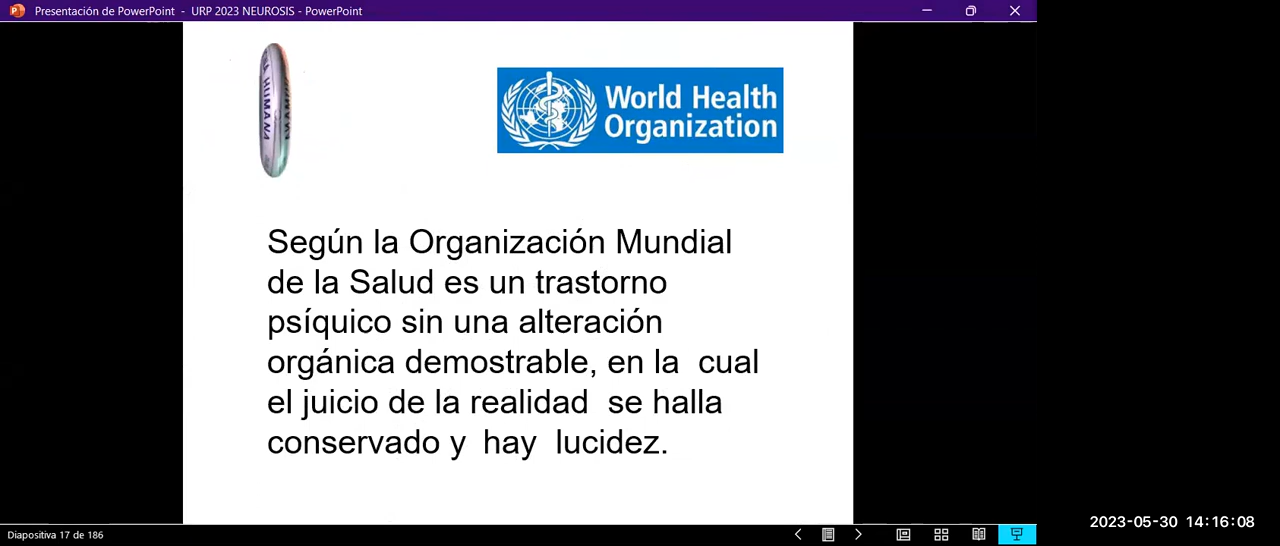 Presentación de PowerPoint - URP 2023 NEUROSIS - PowerPoint
HUMANA
World Health
Organization
Según la Organización Mundial
de la Salud es un trastorno
psíquico sin una alteración
orgánica demostrable, en la cual
el juicio de la realidad se halla
conservado y hay lucidez.
Diapositiva 17 de 186
2023-05-30 14:16:08